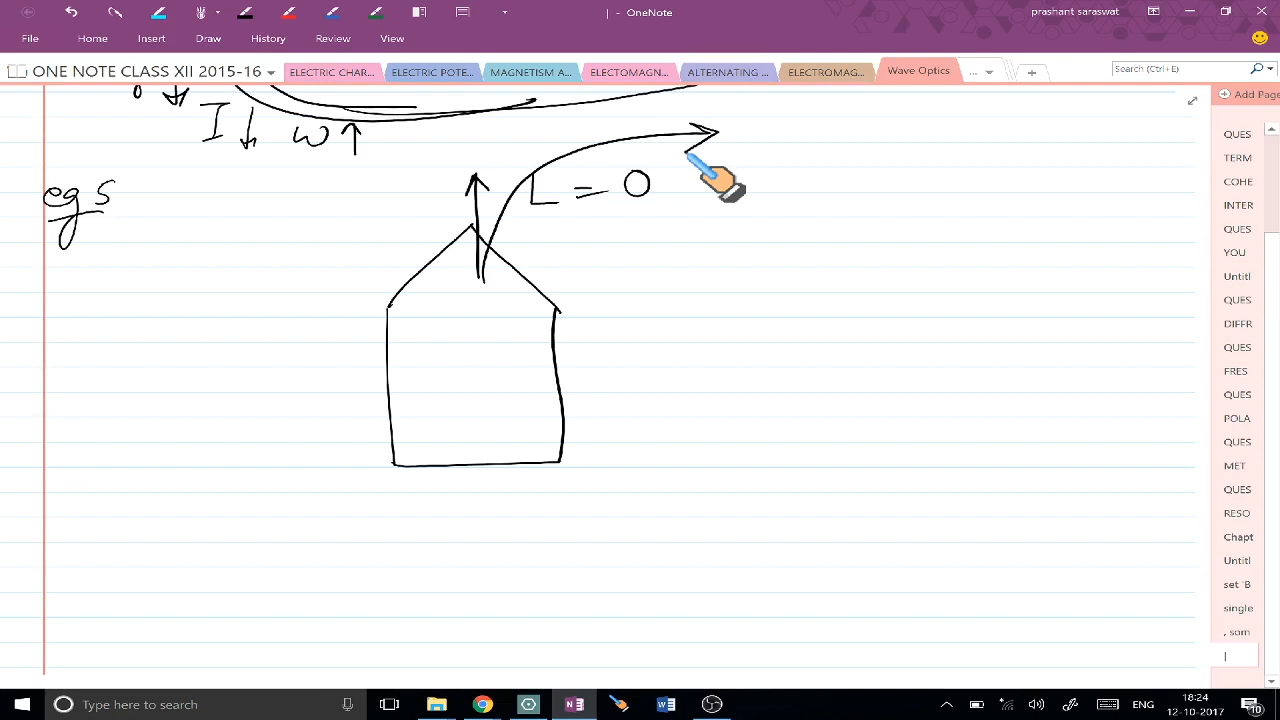 | - OneNote
prashant saraswat
File Home Insert Draw History Review View
ONE NOTE CLASS XII 2015-16
ELECTRIC CHAR...
ELECTRIC POTE...
MAGNETISM A...
ELECTOMAGN...
ALTERNATING ...
ELECTROMAG...
Wave Optics
...
Search (Ctrl+E)
Add Page
I↓ ω↑
eg 5
L = 0
QUES
TERM
COHE
INTER
QUES
YOU
Untitl
QUES
DIFFR
QUES
FRES
QUES
POLA
QUES
MET
QUES
RESO
Chapt
Untitl
set 'B
single
, som
Type here to search
18:24
12-10-2017
10